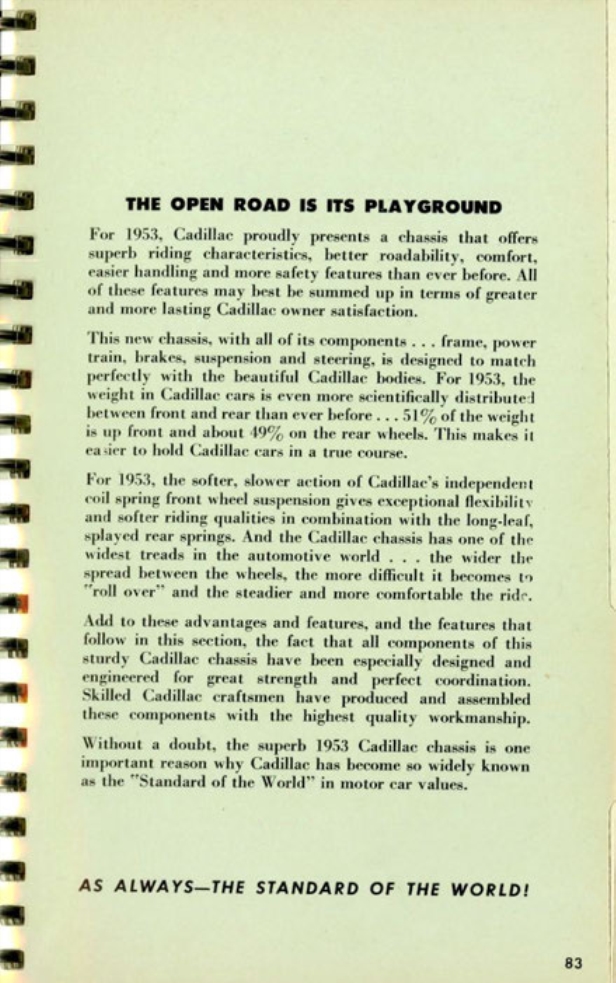 THE OPEN ROAD IS ITS PLAYGROUND
For 1953, Cadillac proudly presents a chassis that offers
superb riding characteristics, better roadability, comfort,
easier handling and more safety features than ever before. All
of these features may best be summed up in terms of greater
and more lasting Cadillac owner satisfaction.
This new chassis, with all of its components . . . frame, power
train, brakes, suspension and steering, is designed to match
perfectly with the beautiful Cadillac bodies. For 1953, the
weight in Cadillac cars is even more scientifically distributed
between front and rear than ever before . . . 51% of the weight
is up front and about 49% on the rear wheels. This makes it
easier to hold Cadillac cars in a true course.
For 1953, the softer, slower action of Cadillac's independent
coil spring front wheel suspension gives exceptional flexibility
and softer riding qualities in combination with the long-leaf,
splayed rear springs. And the Cadillac chassis has one of the
widest treads in the automotive world . . . the wider the
spread between the wheels, the more difficult it becomes to
"roll over" and the steadier and more comfortable the ride.
Add to these advantages and features, and the features that
follow in this section, the fact that all components of this
sturdy Cadillac chassis have been especially designed and
engineered for great strength and perfect coordination.
Skilled Cadillac craftsmen have produced and assembled
these components with the highest quality workmanship.
Without a doubt, the superb 1953 Cadillac chassis is one
important reason why Cadillac has become so widely known
as the "Standard of the World" in motor car values.
AS ALWAYS—THE STANDARD OF THE WORLD!
83